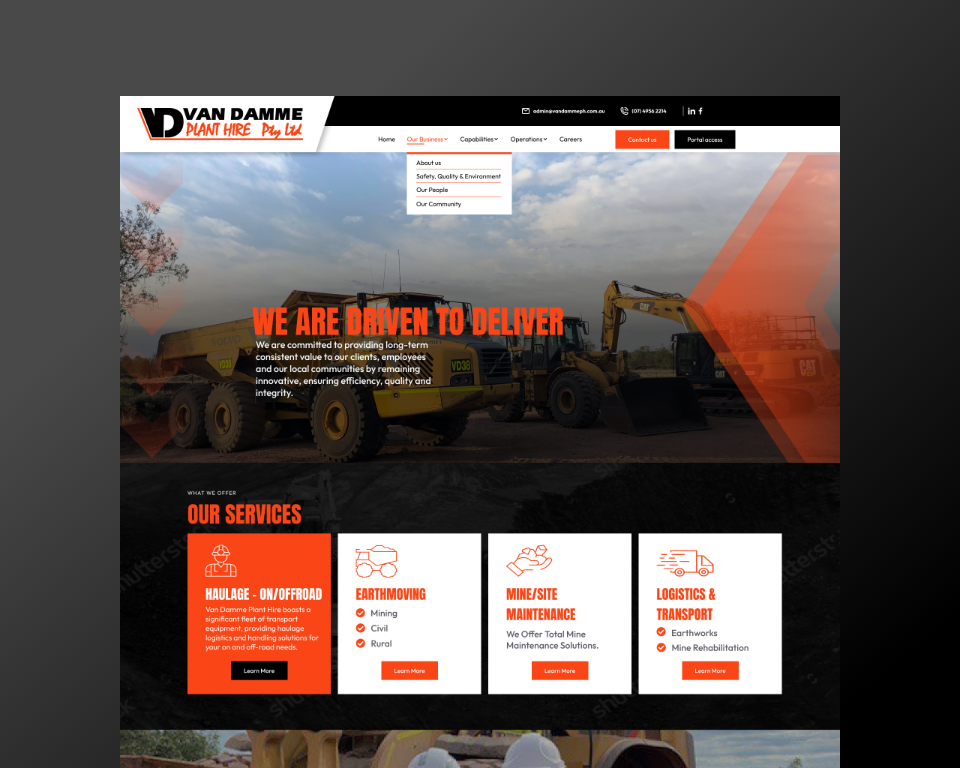 VAN DAMME
PLANT HIRE Pty Ltd
admin@vandammeph.com.au
(07) 4956 2214
Home
Our Business
Capabilities
Operations
Careers
Contact us
Portal access
About us
Safety, Quality & Environment
Our People
Our Community
WE ARE DRIVEN TO DELIVER
We are committed to providing long-term
consistent value to our clients, employees
and our local communities by remaining
innovative, ensuring efficiency, quality and
integrity.
VOLVO
VD38
VD38
CAT
CAT
WHAT WE OFFER
OUR SERVICES
HAULAGE - ON/OFFROAD
Van Damme Plant Hire boasts a
significant fleet of transport
equipment, providing haulage
logistics and handling solutions for
your on and off-road needs.
Learn More
EARTHMOVING
Mining
Civil
Rural
Learn More
MINE/SITE
MAINTENANCE
We Offer Total Mine
Maintenance Solutions.
Learn More
LOGISTICS &
TRANSPORT
Earthworks
Mine Rehabilitation
Learn More